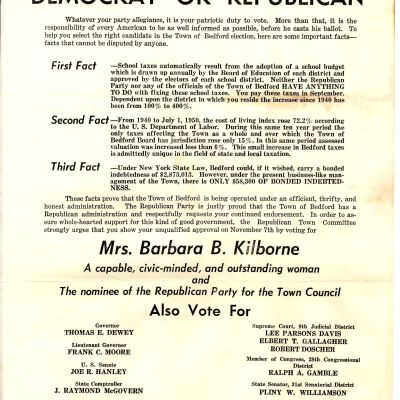 DEMOCRAT OR REPUBLICAN
Whatever your party allegiance, it is your patriotic duty to vote. More than that, it is the
responsibility of every American to be as well informed as possible, before he casts his ballot. To
help you select the right candidate in the Town of Bedford election, here are some important facts—
facts that cannot be disputed by anyone.
First Fact —School taxes automatically result from the adoption of a school budget
which is drawn up annually by the Board of Education of each district and
approved by the electors of each school district. Neither the Republican
Party nor any of the officials of the Town of Bedford HAVE ANYTHING
TO DO with fixing these school taxes. You pay these taxes in September.
Dependent upon the district in which you reside the increase since 1940 has
been from 100% to 400%.
Second Fact—From 1940 to July 1, 1950, the cost of living index rose 72.2% according
to the U. S. Department of Labor. During this same ten year period the
only taxes affecting the Town as a whole and over which the Town of
Bedford Board has jurisdiction rose only 15%. In this same period assessed
valuation was increased less than 6%. This small increase in Bedford taxes
is admittedly unique in the field of state and local taxation.
Third Fact —Under New York State Law, Bedford could, if it wished, carry a bonded
indebtedness of $2,873,013. However, under the present business-like man-
agement of the Town, there is ONLY $58,300 OF BONDED INDEBTED-
NESS.
These facts prove that the Town of Bedford is being operated under an efficient, thrifty, and
honest administration. The Republican Party is justly proud that the Town of Bedford has a
Republican administration and respectfully requests your continued endorsement. In order to as-
sure whole-hearted support for this kind of good government, the Republican Town Committee
strongly urges that you show your unqualified approval on November 7th by voting for
Mrs. Barbara B. Kilborne
A capable, civic-minded, and outstanding woman
and
The nominee of the Republican Party for the Town Council
Also Vote For
Governor
THOMAS E. DEWEY
Lieutenant Governor
FRANK C. MOORE
U. S. Senate
JOE R. HANLEY
State Comptroller
J. RAYMOND McGOVERN
Supreme Court, 9th Judicial District
LEE PARSONS DAVIS
ELBERT T. GALLAGHER
ROBERT DOSCHER
Member of Congress, 28th Congressional
District
RALPH A. GAMBLE
State Senator, 31st Senatorial District
PLINY W. WILLIAMSON